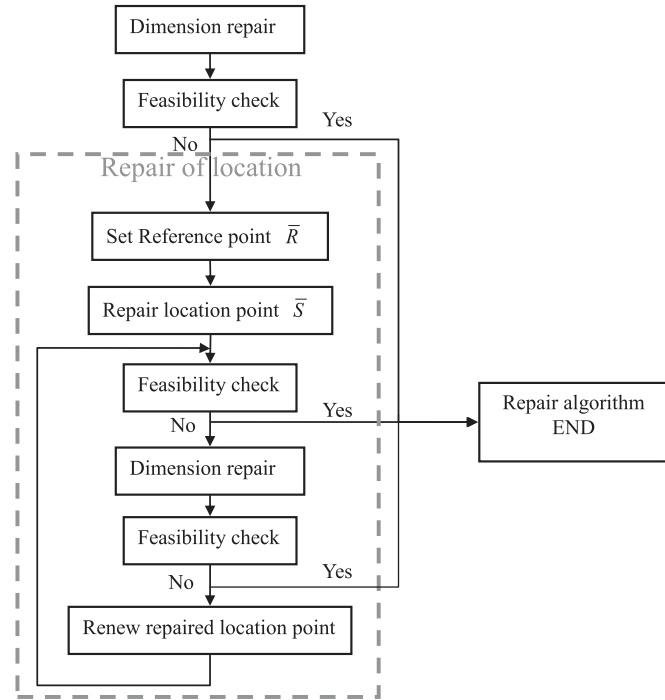 Dimension repair
Feasibility check
Yes
No
Repair of location
Set Reference point R̅
Repair location point S̅
Feasibility check
Yes
No
Repair algorithm
END
Dimension repair
Feasibility check
Yes
No
Renew repaired location point